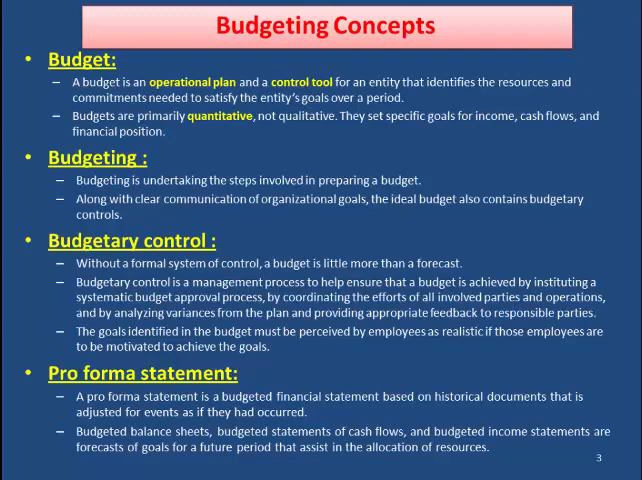 Budgeting Concepts
• Budget:
– A budget is an operational plan and a control tool for an entity that identifies the resources and
commitments needed to satisfy the entity's goals over a period.
– Budgets are primarily quantitative, not qualitative. They set specific goals for income, cash flows, and
financial position.
• Budgeting :
– Budgeting is undertaking the steps involved in preparing a budget.
– Along with clear communication of organizational goals, the ideal budget also contains budgetary
controls.
• Budgetary control :
– Without a formal system of control, a budget is little more than a forecast.
– Budgetary control is a management process to help ensure that a budget is achieved by instituting a
systematic budget approval process, by coordinating the efforts of all involved parties and operations,
and by analyzing variances from the plan and providing appropriate feedback to responsible parties.
– The goals identified in the budget must be perceived by employees as realistic if those employees are
to be motivated to achieve the goals.
• Pro forma statement:
– A pro forma statement is a budgeted financial statement based on historical documents that is
adjusted for events as if they had occurred.
– Budgeted balance sheets, budgeted statements of cash flows, and budgeted income statements are
forecasts of goals for a future period that assist in the allocation of resources.
3